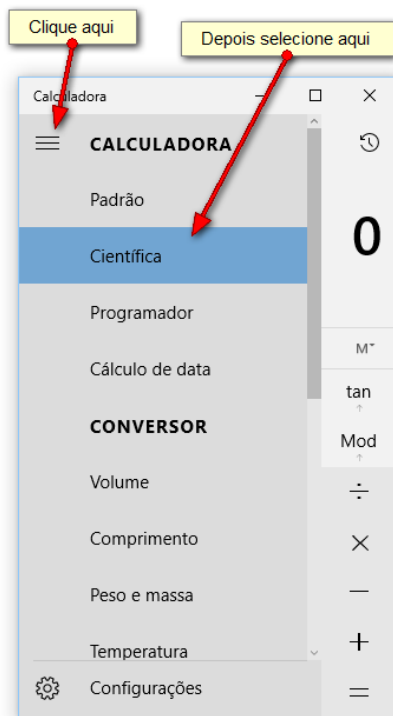 Clique aqui
Depois selecione aqui
Calculadora
CALCULADORA
Padrão
0
Científica
Programador
M
Cálculo de data
tan
CONVERSOR
Mod
Volume
÷
Comprimento
×
Peso e massa
−
Temperatura
+
Configurações
=